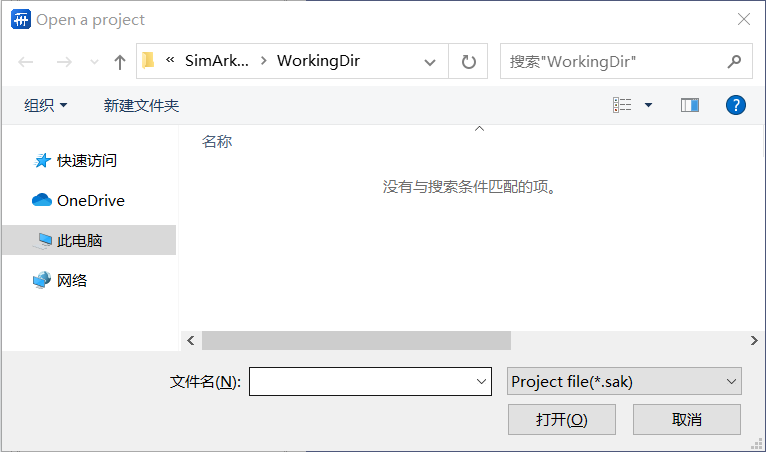 Open a project
« SimArk... > WorkingDir
搜索"WorkingDir"
组织 新建文件夹
名称
没有与搜索条件匹配的项。
快速访问
OneDrive
此电脑
网络
文件名(N): Project file(*.sak)
打开(O) 取消